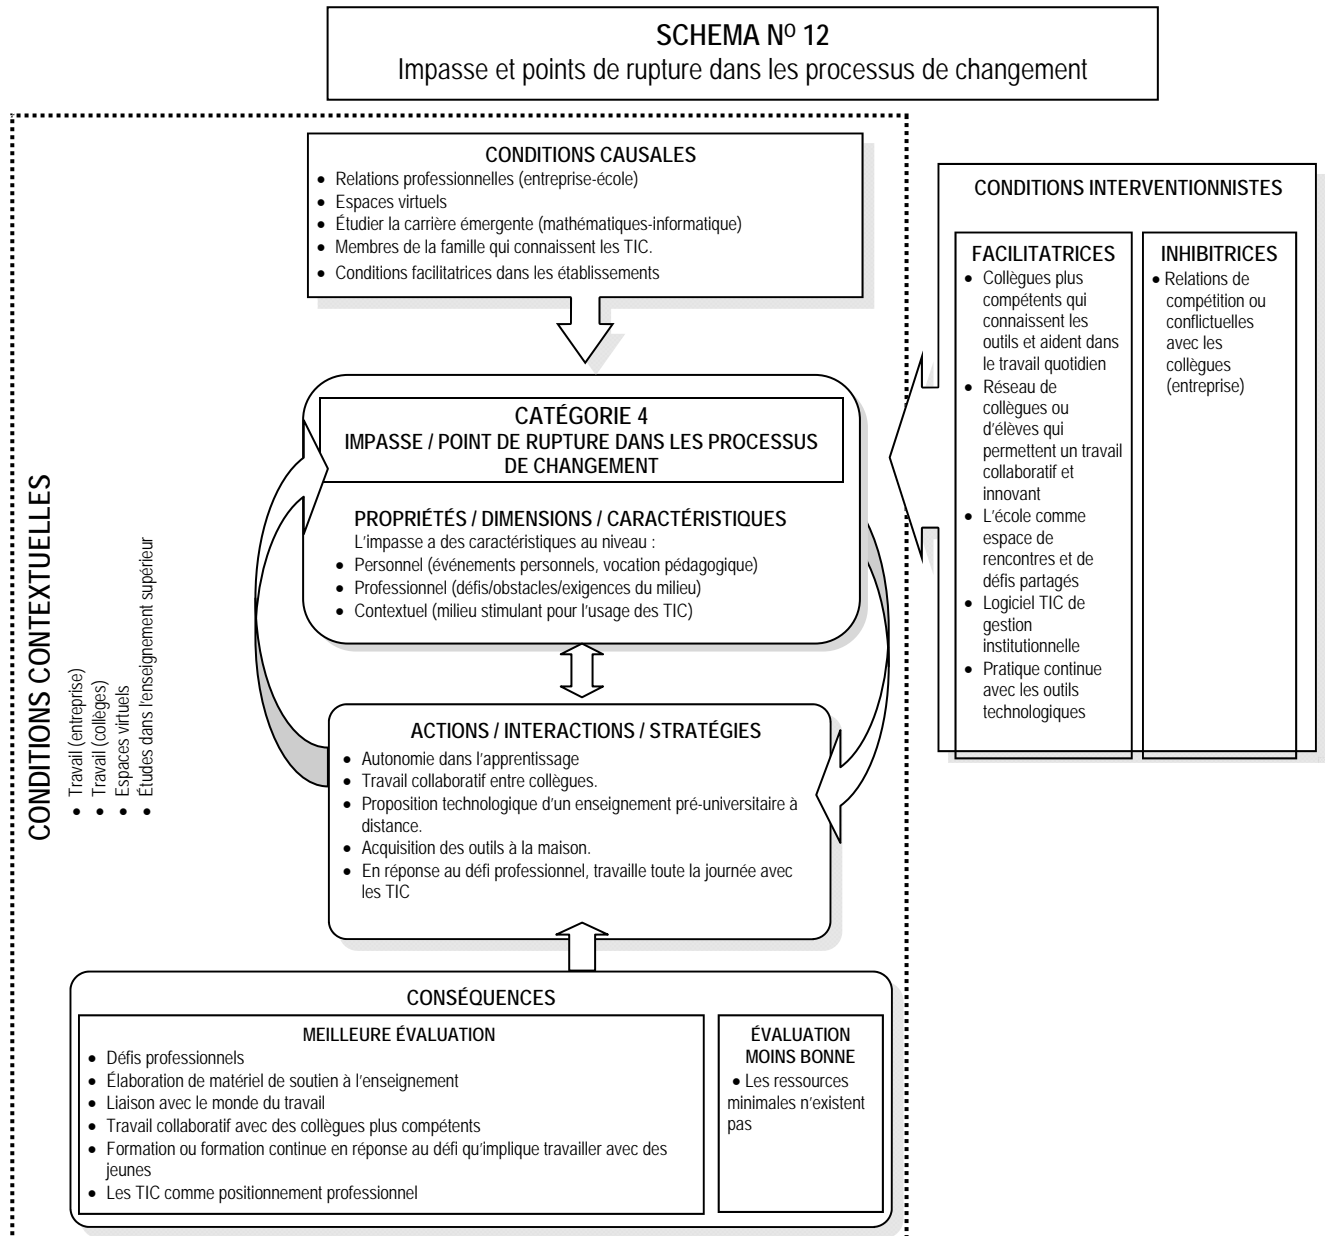 SCHEMA Nº 12
Impasse et points de rupture dans les processus de changement
CONDITIONS CAUSALES
• Relations professionnelles (entreprise-école)
• Espaces virtuels
• Étudier la carrière émergente (mathématiques-informatique)
• Membres de la famille qui connaissent les TIC.
• Conditions facilitatrices dans les établissements
CONDITIONS INTERVENTIONNISTES
FACILITATRICES
• Collègues plus
compétents qui
connaissent les
outils et aident dans
le travail quotidien
• Réseau de
collègues ou
d'élèves qui
permettent un travail
collaboratif et
innovant
• L'école comme
espace de
rencontres et de
défis partagés
• Logiciel TIC de
gestion
institutionnelle
• Pratique continue
avec les outils
technologiques
INHIBITRICES
• Relations de
compétition ou
conflictuelles
avec les
collègues
(entreprise)
CATÉGORIE 4
IMPASSE / POINT DE RUPTURE DANS LES PROCESSUS
DE CHANGEMENT
PROPRIÉTÉS / DIMENSIONS / CARACTÉRISTIQUES
L'impasse a des caractéristiques au niveau :
• Personnel (événements personnels, vocation pédagogique)
• Professionnel (défis/obstacles/exigences du milieu)
• Contextuel (milieu stimulant pour l'usage des TIC)
CONDITIONS CONTEXTUELLES
• Travail (entreprise)
• Travail (collèges)
• Espaces virtuels
• Études dans l'enseignement supérieur
ACTIONS / INTERACTIONS / STRATÉGIES
• Autonomie dans l'apprentissage
• Travail collaboratif entre collègues.
• Proposition technologique d'un enseignement pré-universitaire à
distance.
• Acquisition des outils à la maison.
• En réponse au défi professionnel, travaille toute la journée avec
les TIC
CONSÉQUENCES
MEILLEURE ÉVALUATION
• Défis professionnels
• Élaboration de matériel de soutien à l'enseignement
• Liaison avec le monde du travail
• Travail collaboratif avec des collègues plus compétents
• Formation ou formation continue en réponse au défi qu'implique travailler avec des
jeunes
• Les TIC comme positionnement professionnel
ÉVALUATION
MOINS BONNE
• Les ressources
minimales n'existent
pas